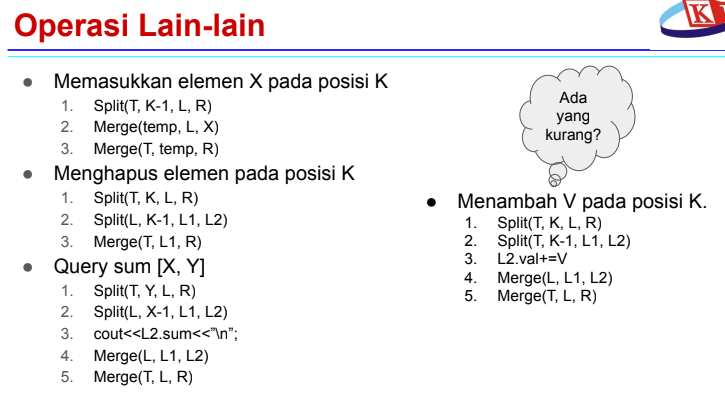 Operasi Lain-lain
● Memasukkan elemen X pada posisi K
1. Split(T, K-1, L, R)
2. Merge(temp, L, X)
3. Merge(T, temp, R)
● Menghapus elemen pada posisi K
1. Split(T, K, L, R)
2. Split(L, K-1, L1, L2)
3. Merge(T, L1, R)
● Query sum [X, Y]
1. Split(T, Y, L, R)
2. Split(L, X-1, L1, L2)
3. cout<<L2.sum<<"\n";
4. Merge(L, L1, L2)
5. Merge(T, L, R)
Ada
yang
kurang?
● Menambah V pada posisi K.
1. Split(T, K, L, R)
2. Split(T, K-1, L1, L2)
3. L2.val+=V
4. Merge(L, L1, L2)
5. Merge(T, L, R)
K